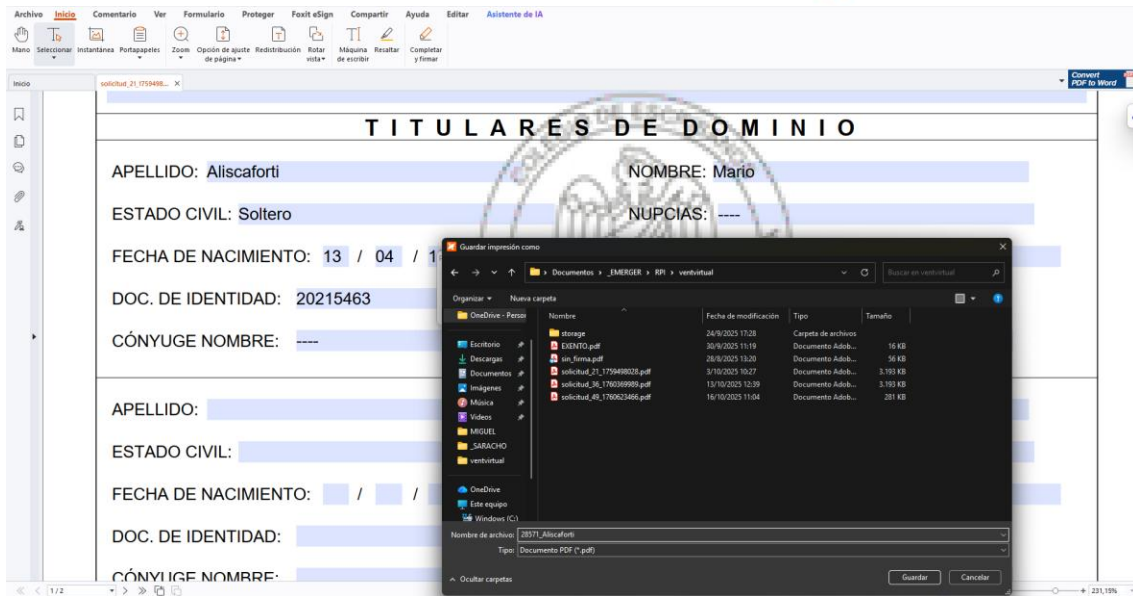 Archivo Inicio Comentario Ver Formulario Proteger Foxit eSign Compartir Ayuda Editar Asistente de IA
Mano Seleccionar Instantánea Portapapeles Zoom Opción de ajuste de página Redistribución Rotar vista Máquina de escribir Resaltar Completar y firmar
Inicio solicitud_21_1759498... ×
Convert
PDF to Word
TITULARES DE DOMINIO
APELLIDO: Aliscaforti NOMBRE: Mario
ESTADO CIVIL: Soltero NUPCIAS: ----
FECHA DE NACIMIENTO: 13 / 04 / 1
DOC. DE IDENTIDAD: 20215463
CÓNYUGE NOMBRE: ----
APELLIDO:
ESTADO CIVIL:
FECHA DE NACIMIENTO: / /
DOC. DE IDENTIDAD:
CÓNYUGE NOMBRE:
Guardar impresión como
Documentos > _EMERGER > RPI > ventvirtual Buscar en ventvirtual
Organizar Nueva carpeta
OneDrive - Person
Escritorio
Descargas
Documentos
Imágenes
Música
Videos
MIGUEL
_SARACHO
ventvirtual
OneDrive
Este equipo
Windows (C:)
Nombre Fecha de modificación Tipo Tamaño
storage 24/9/2025 17:28 Carpeta de archivos
EXENTO.pdf 30/9/2025 11:19 Documento Adob... 16 KB
sin_firma.pdf 28/8/2025 13:20 Documento Adob... 56 KB
solicitud_21_1759498028.pdf 3/10/2025 10:27 Documento Adob... 3.193 KB
solicitud_36_1760369989.pdf 13/10/2025 12:39 Documento Adob... 3.193 KB
solicitud_49_1760623466.pdf 16/10/2025 11:04 Documento Adob... 281 KB
Nombre de archivo: 28571_Aliscaforti
Tipo: Documento PDF (*.pdf)
Ocultar carpetas Guardar Cancelar
1/2 231,15%